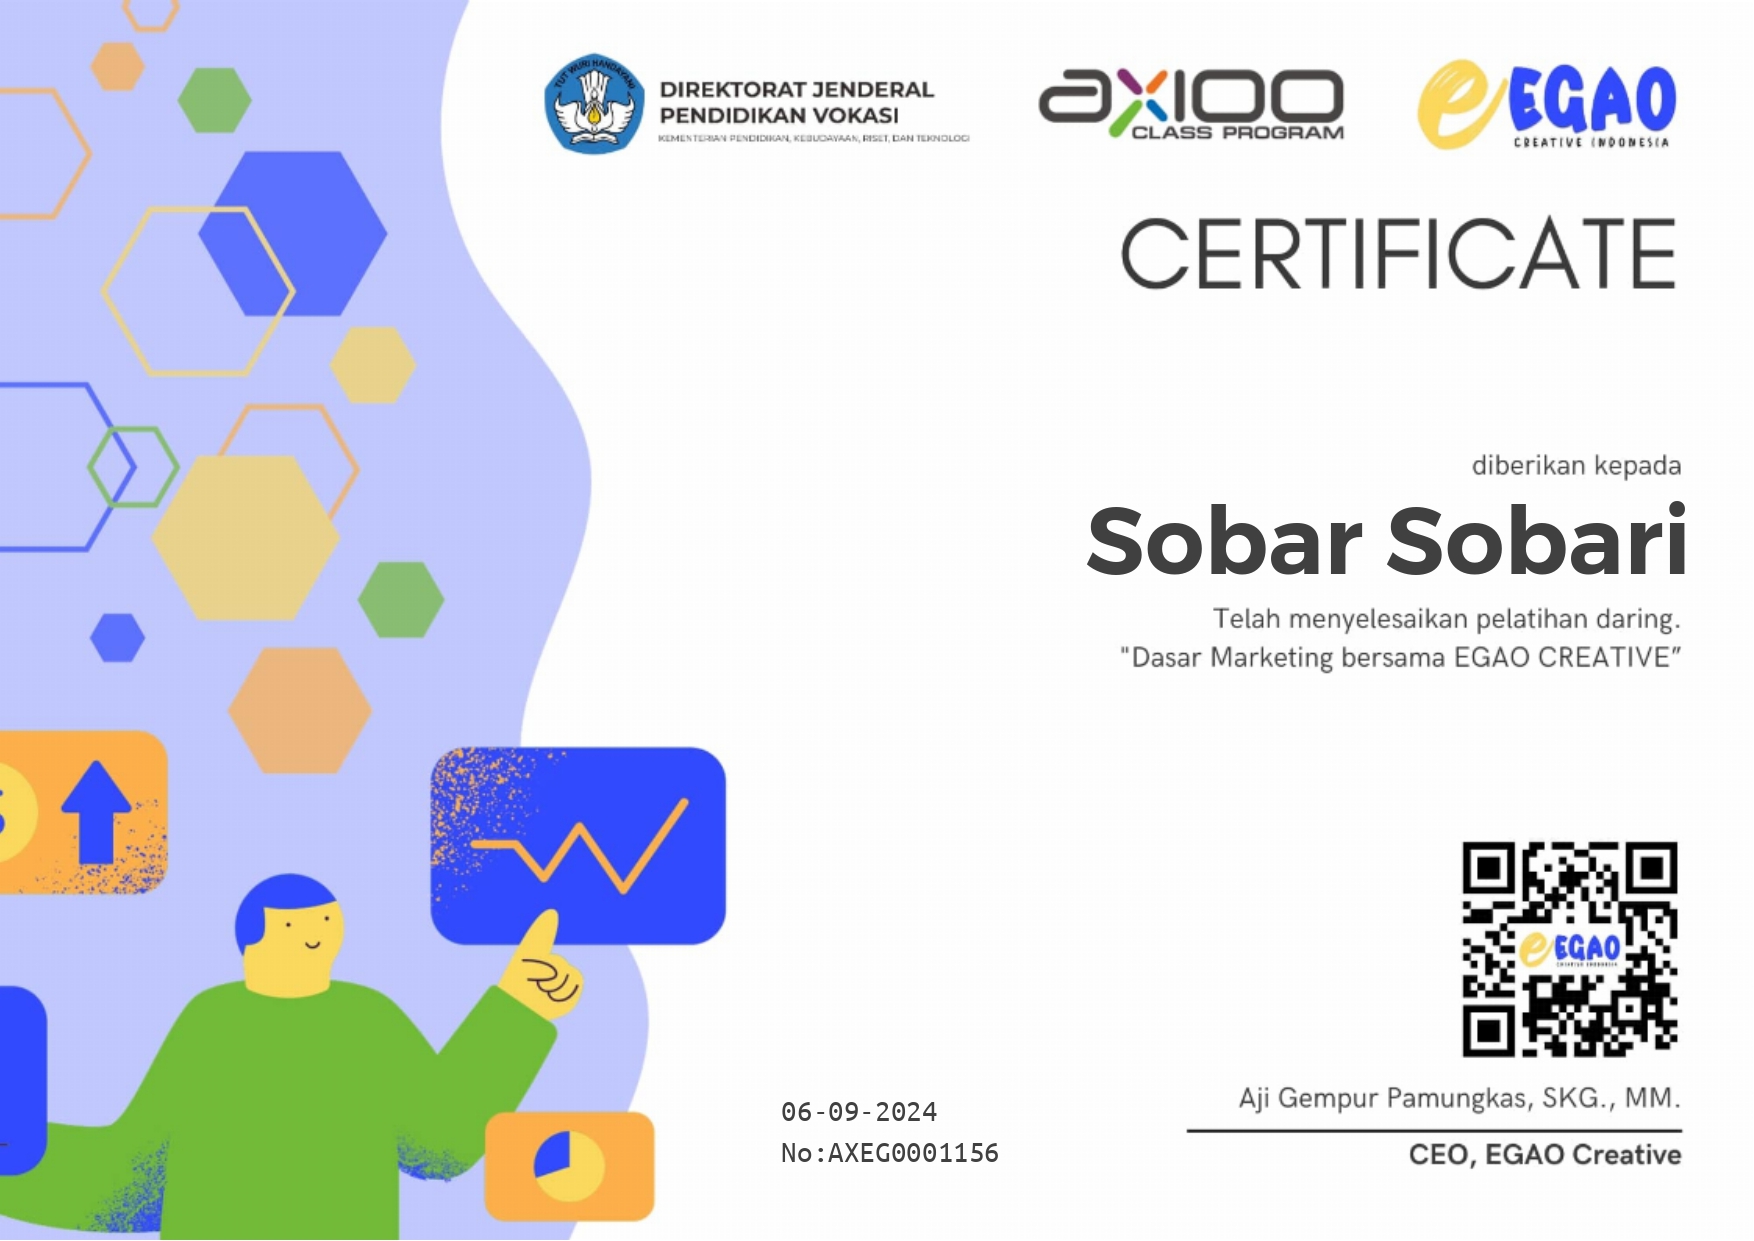 TUT WURI HANDAYANI
DIREKTORAT JENDERAL
PENDIDIKAN VOKASI
KEMENTERIAN PENDIDIKAN, KEBUDAYAAN, RISET, DAN TEKNOLOGI
axioo
CLASS PROGRAM
e EGAO
CREATIVE INDONESIA
CERTIFICATE
diberikan kepada
Sobar Sobari
Telah menyelesaikan pelatihan daring.
"Dasar Marketing bersama EGAO CREATIVE”
e EGAO
CREATIVE INDONESIA
06-09-2024
No:AXEG0001156
Aji Gempur Pamungkas, SKG., MM.
CEO, EGAO Creative